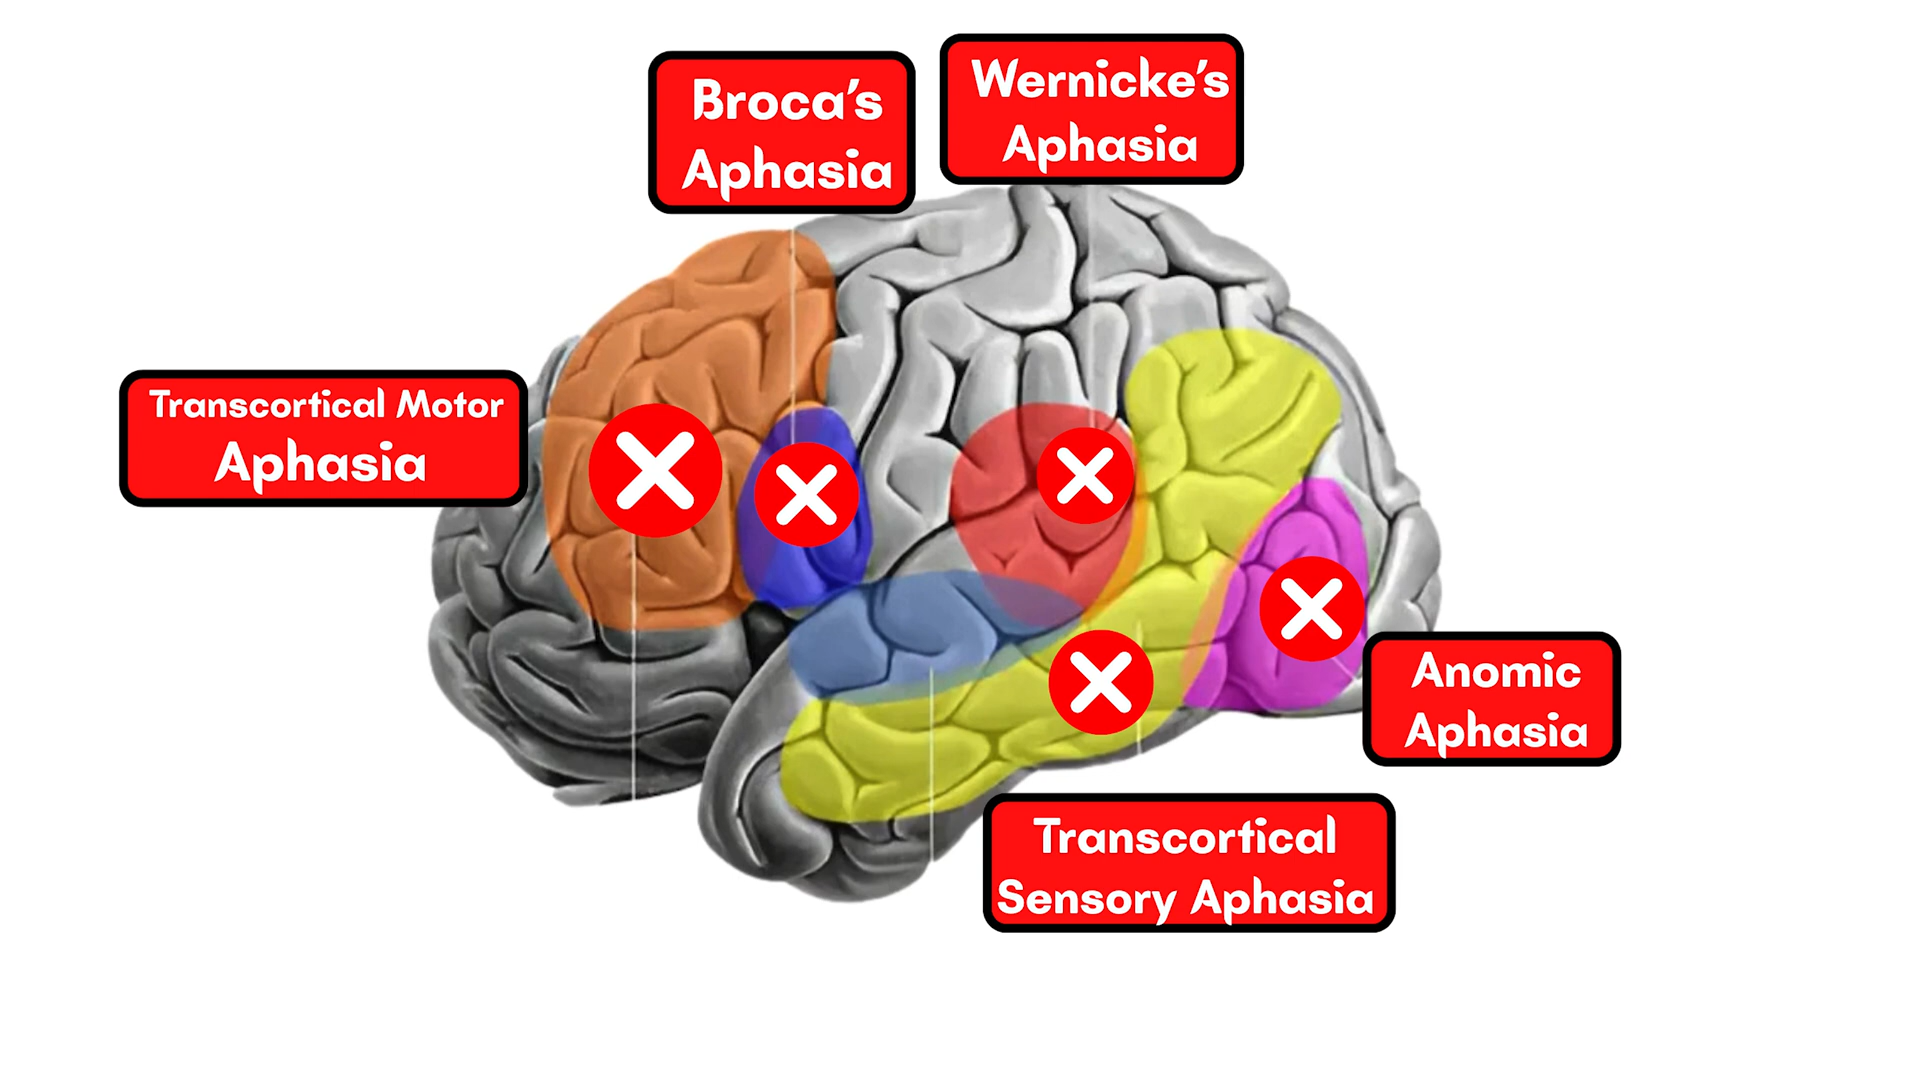 Broca's
Aphasia
Wernicke's
Aphasia
Transcortical Motor
Aphasia
Anomic
Aphasia
Transcortical
Sensory Aphasia